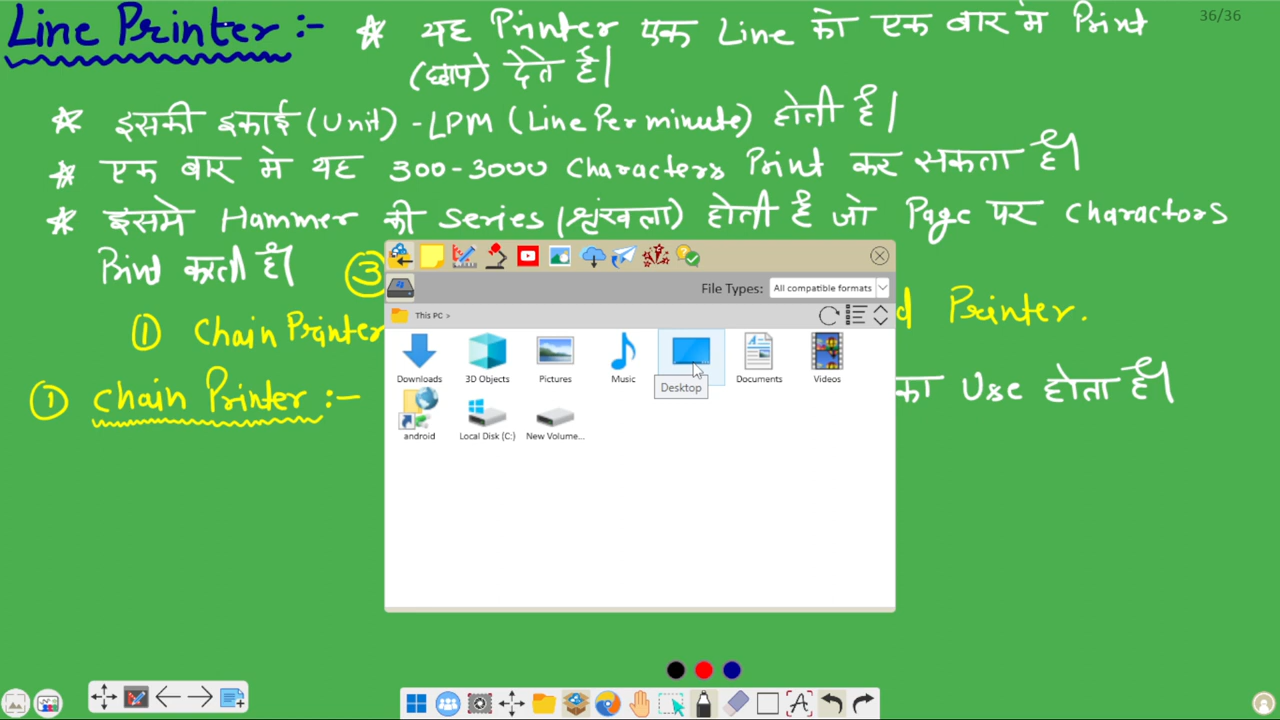 36/36
Line Printer :- * यह Printer एक Line को एक बार मे Print
(छाप) देते है।
* इसकी इकाई (Unit) - LPM (Line Per minute) होती है।
* एक बार मे यह 300-3000 Characters Print कर सकता है।
* इसमे Hammer की Series (श्रृंखला) होती है जो Page पर Charactors
Print करती है। ③
① Chain Printer
Printer.
① Chain Printer :- का Use होता है।
File Types: All compatible formats
This PC >
Downloads 3D Objects Pictures Music Desktop Documents Videos
android Local Disk (C:) New Volume...